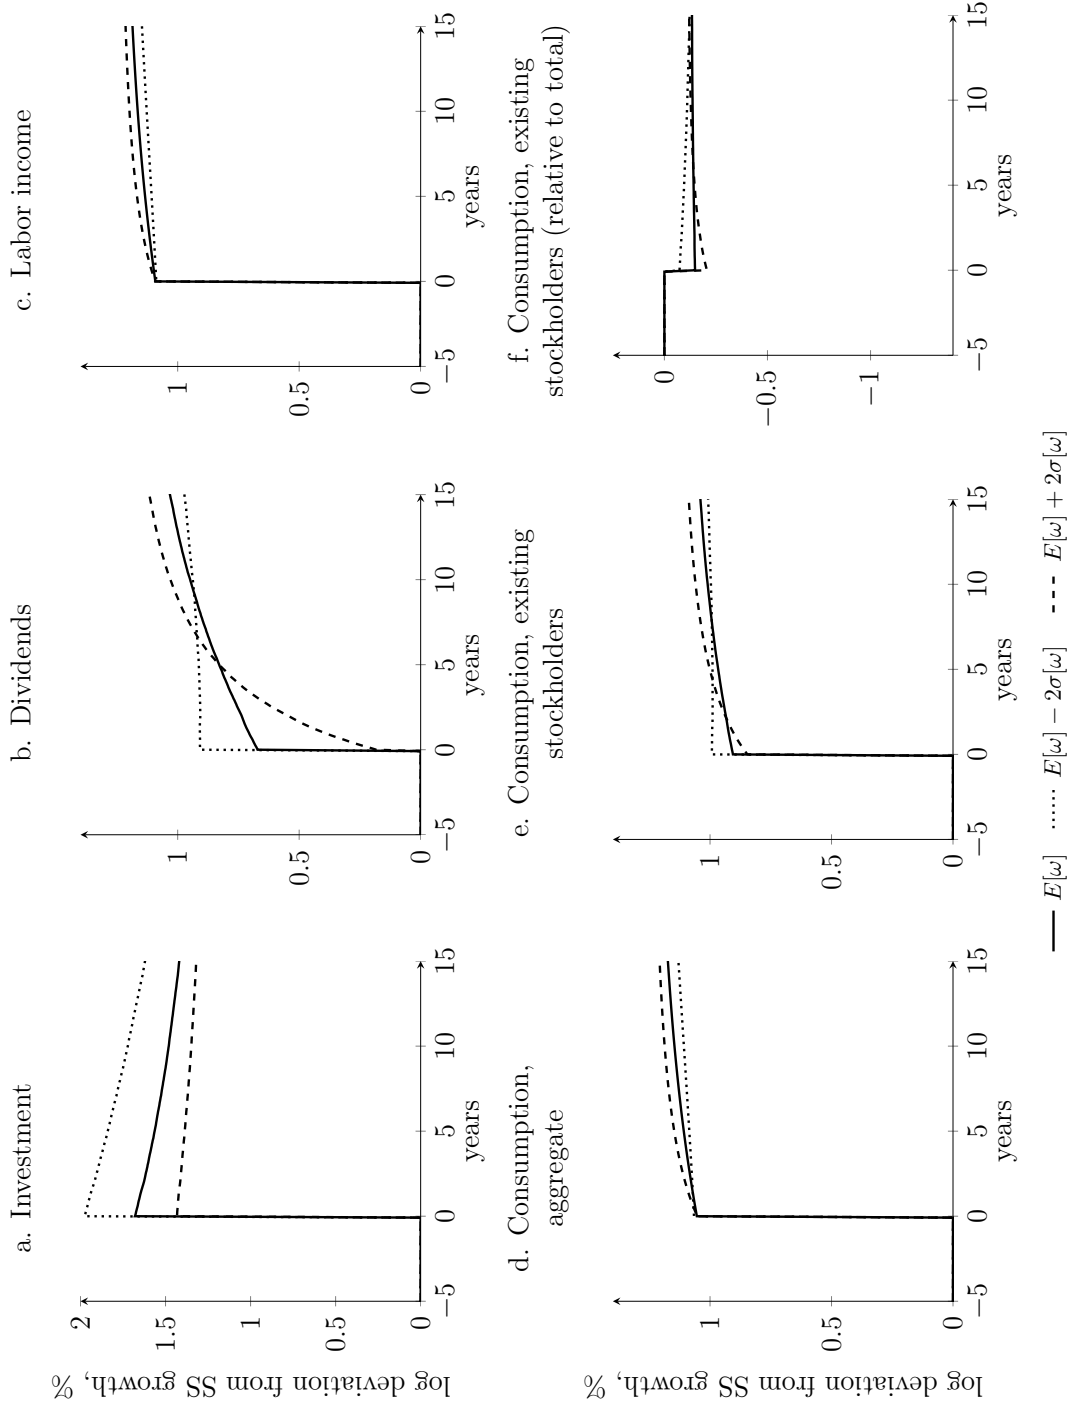 a. Investment
log deviation from SS growth, %
2
1.5
1
0.5
0
−5 0 5 10 15
years
b. Dividends
1
0.5
0
−5 0 5 10 15
years
c. Labor income
1
0.5
0
−5 0 5 10 15
years
d. Consumption,
aggregate
log deviation from SS growth, %
1
0.5
0
−5 0 5 10 15
years
e. Consumption, existing
stockholders
1
0.5
0
−5 0 5 10 15
years
f. Consumption, existing
stockholders (relative to total)
0
−0.5
−1
−5 0 5 10 15
years
E[ω] E[ω] − 2σ[ω] E[ω] + 2σ[ω]